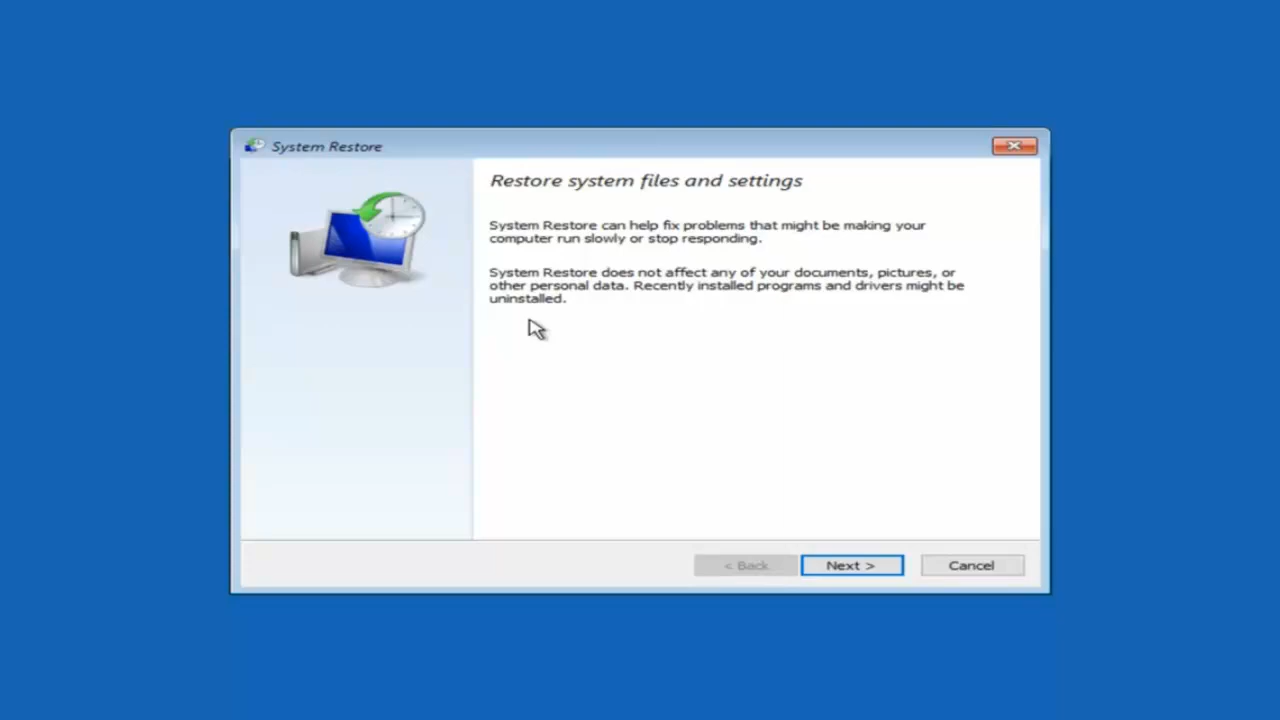 System Restore
Restore system files and settings
System Restore can help fix problems that might be making your
computer run slowly or stop responding.
System Restore does not affect any of your documents, pictures, or
other personal data. Recently installed programs and drivers might be
uninstalled.
< Back
Next >
Cancel